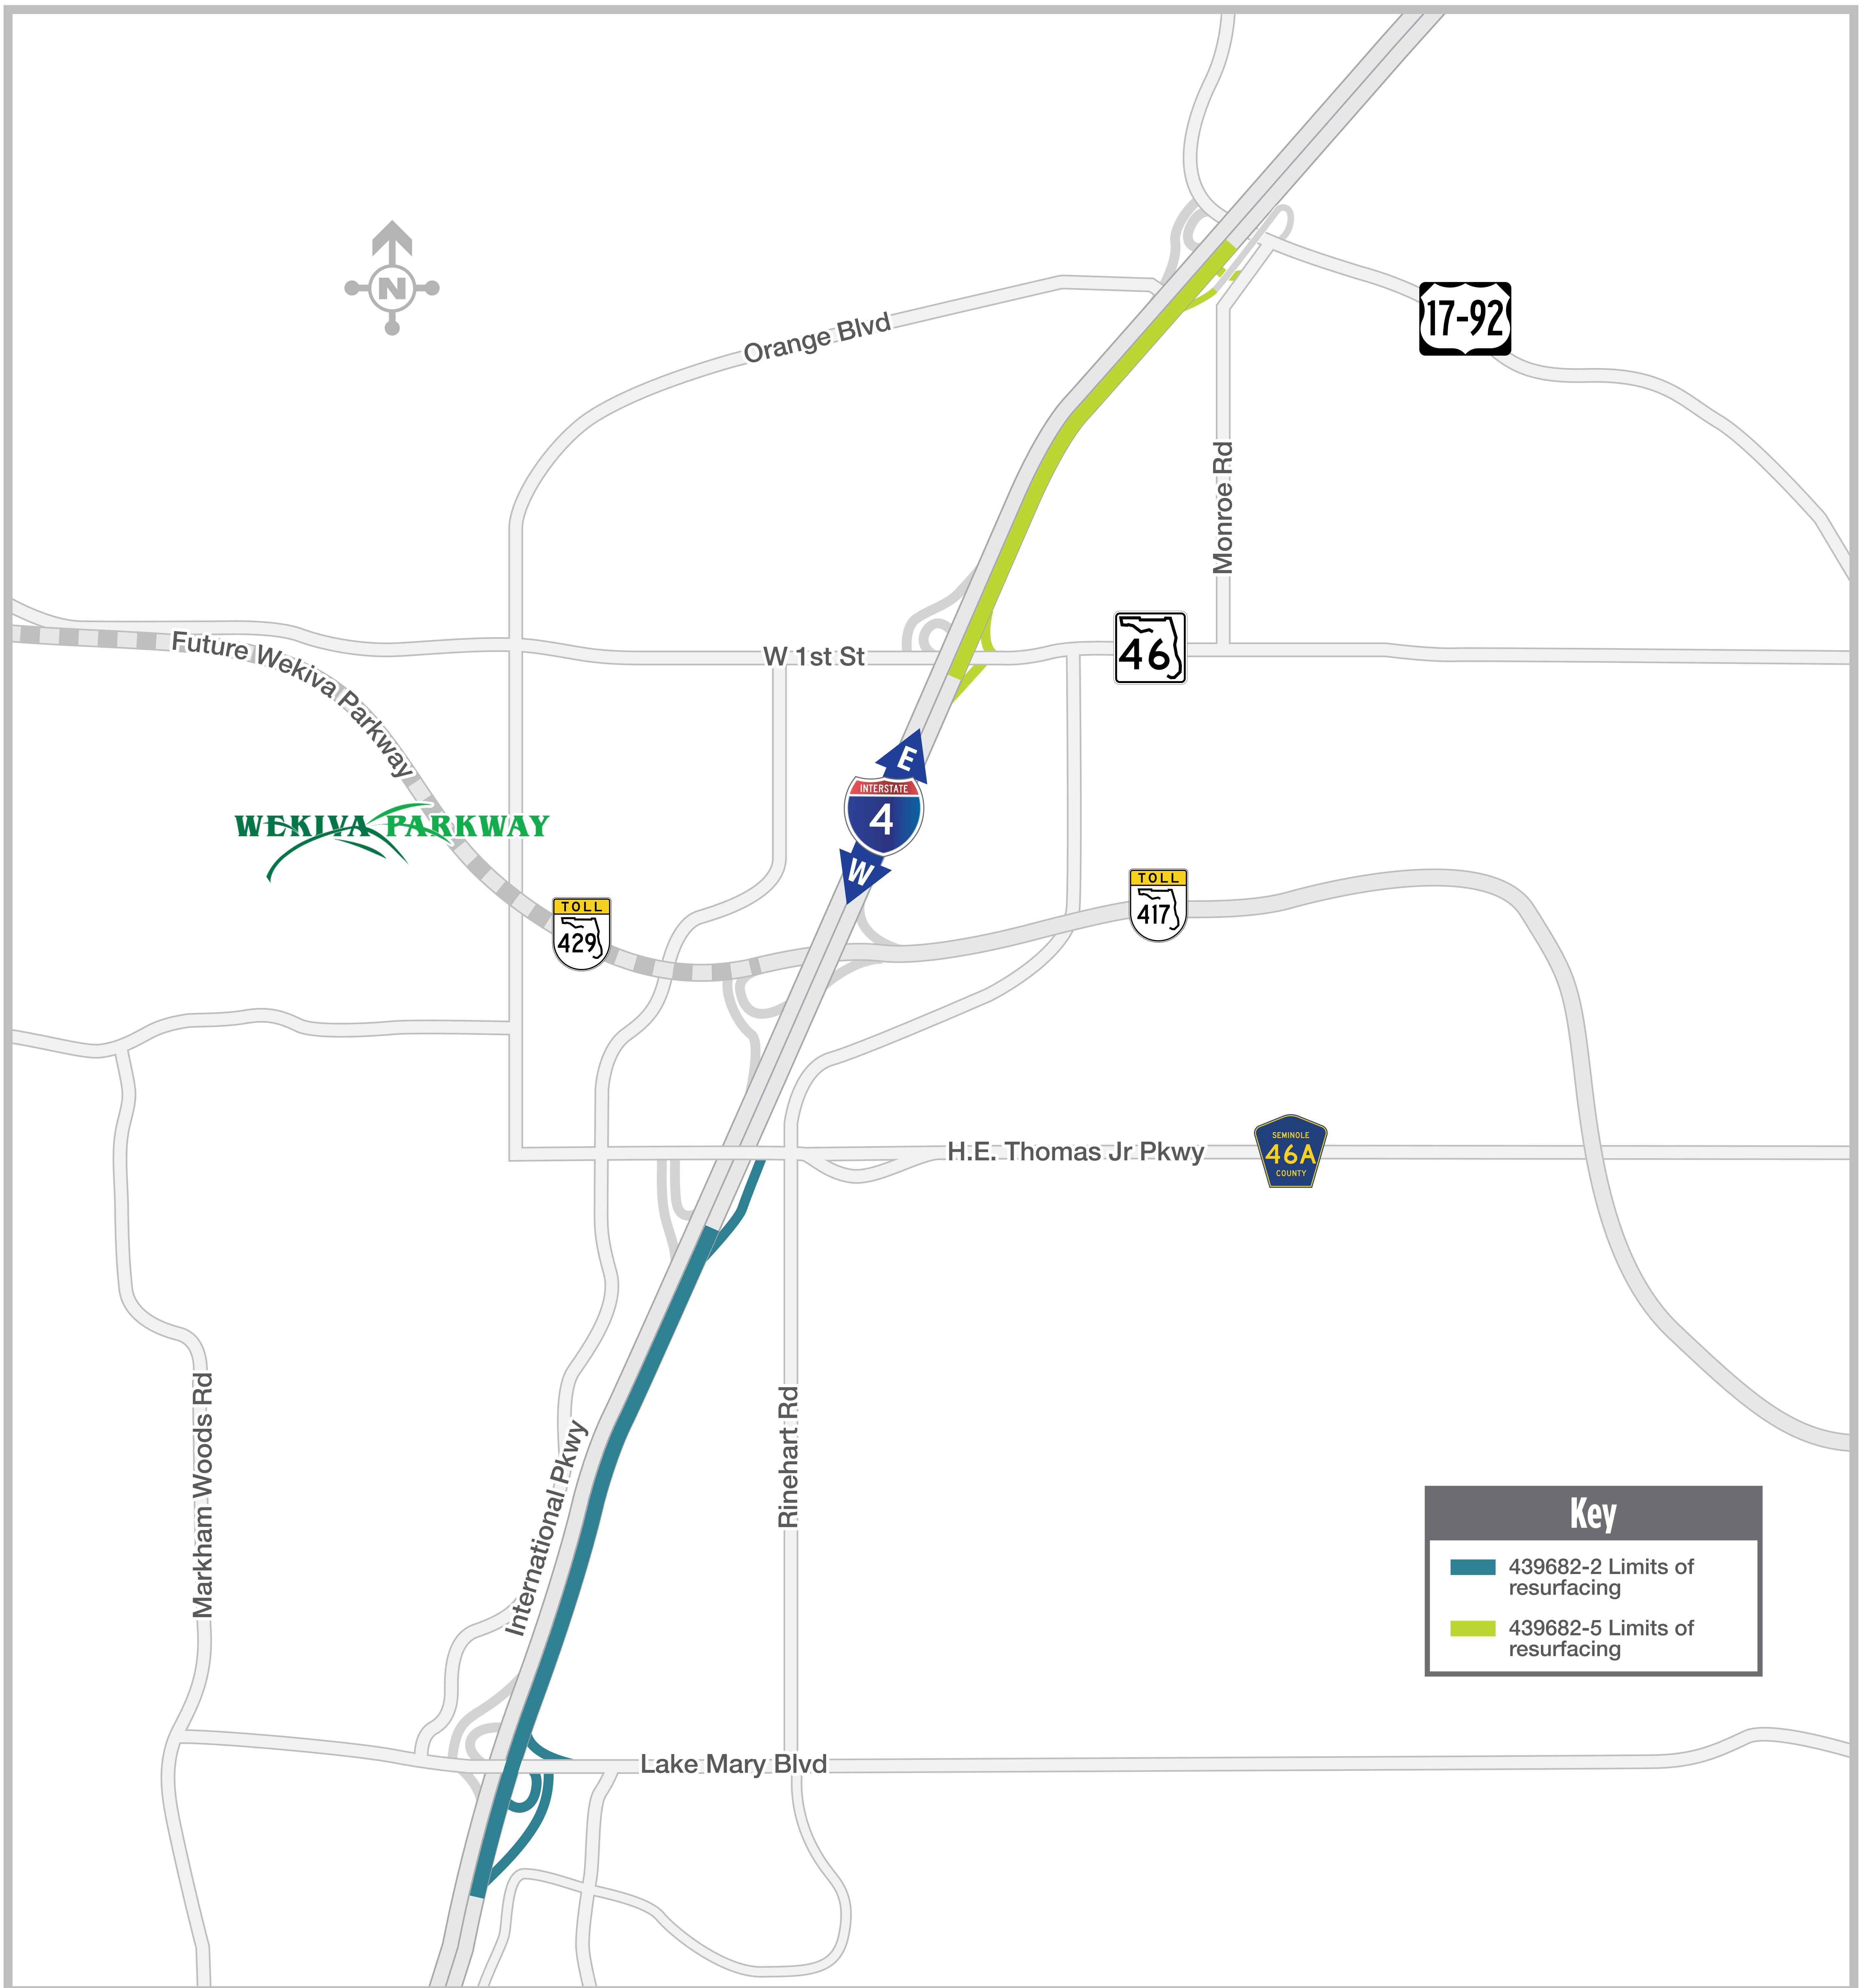 N
Orange Blvd
17-92
Monroe Rd
Future Wekiva Parkway
W 1st St
46
E
INTERSTATE
4
W
WEKIVA PARKWAY
TOLL
429
TOLL
417
H.E. Thomas Jr Pkwy
SEMINOLE
46A
COUNTY
Markham Woods Rd
International Pkwy
Rinehart Rd
Key
439682-2 Limits of
resurfacing
439682-5 Limits of
resurfacing
Lake Mary Blvd